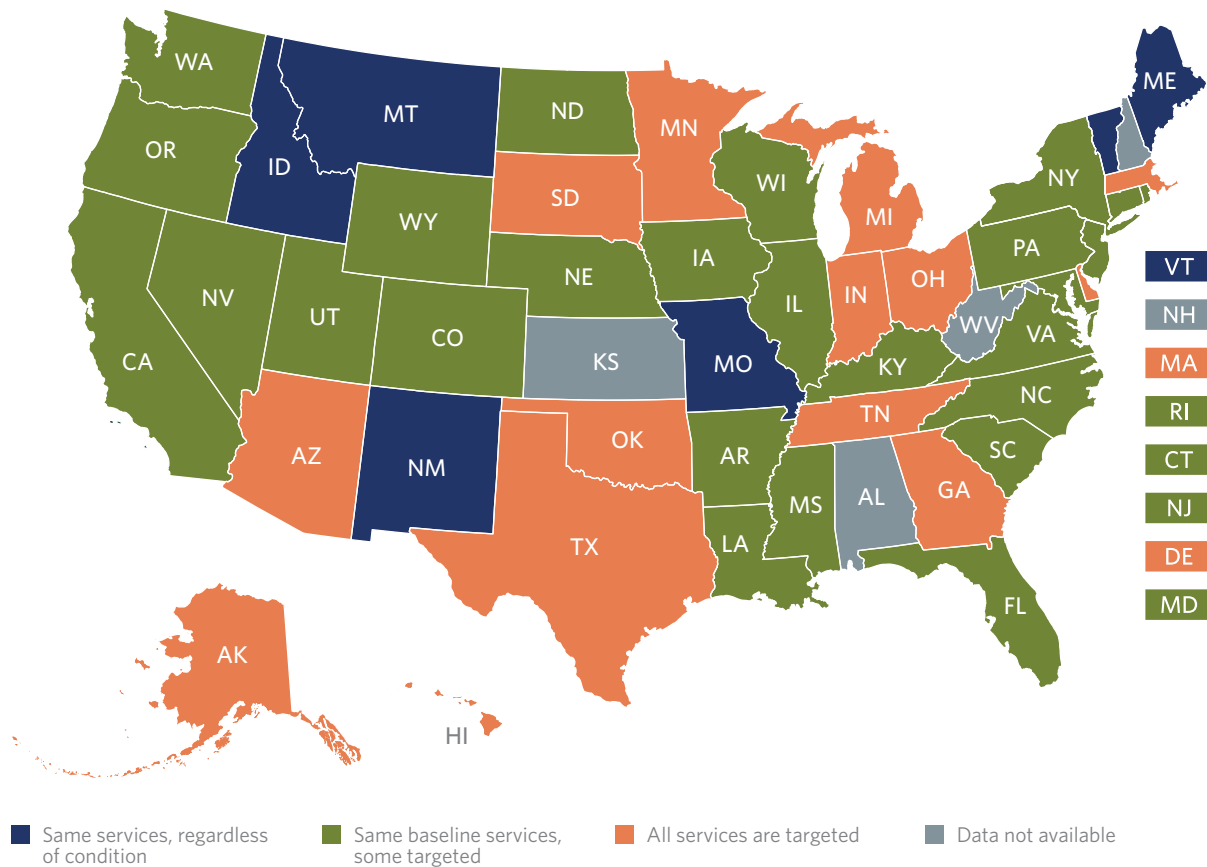 WA
MT
ME
ND
MN
OR
ID
WI
NY
SD
WY
MI
PA
IA
NE
VT
OH
IN
NV
IL
UT
NH
WV
CO
VA
CA
KS
MO
KY
MA
NC
TN
RI
OK
AZ
AR
SC
NM
CT
GA
MS
AL
NJ
TX
LA
DE
FL
MD
AK
HI
Same services, regardless
of condition
Same baseline services,
some targeted
All services are targeted
Data not available